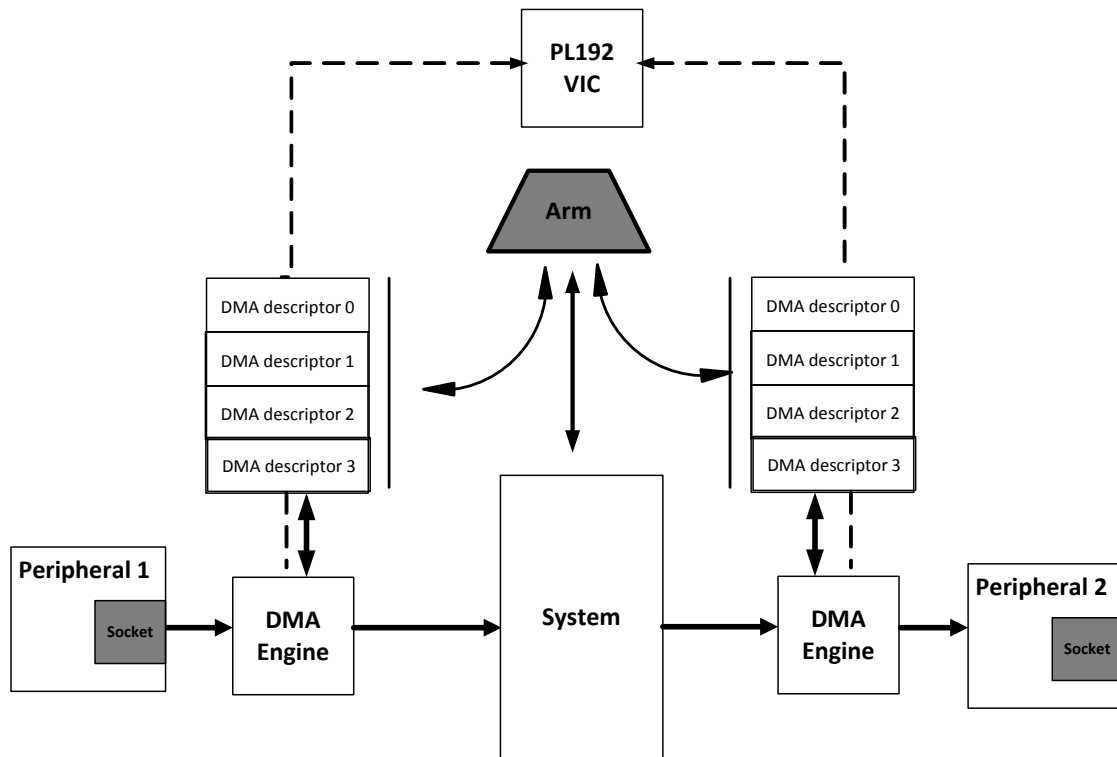 PL192
VIC
Arm
DMA descriptor 0
DMA descriptor 1
DMA descriptor 2
DMA descriptor 3
DMA descriptor 0
DMA descriptor 1
DMA descriptor 2
DMA descriptor 3
Peripheral 1
Socket
DMA
Engine
System
DMA
Engine
Peripheral 2
Socket